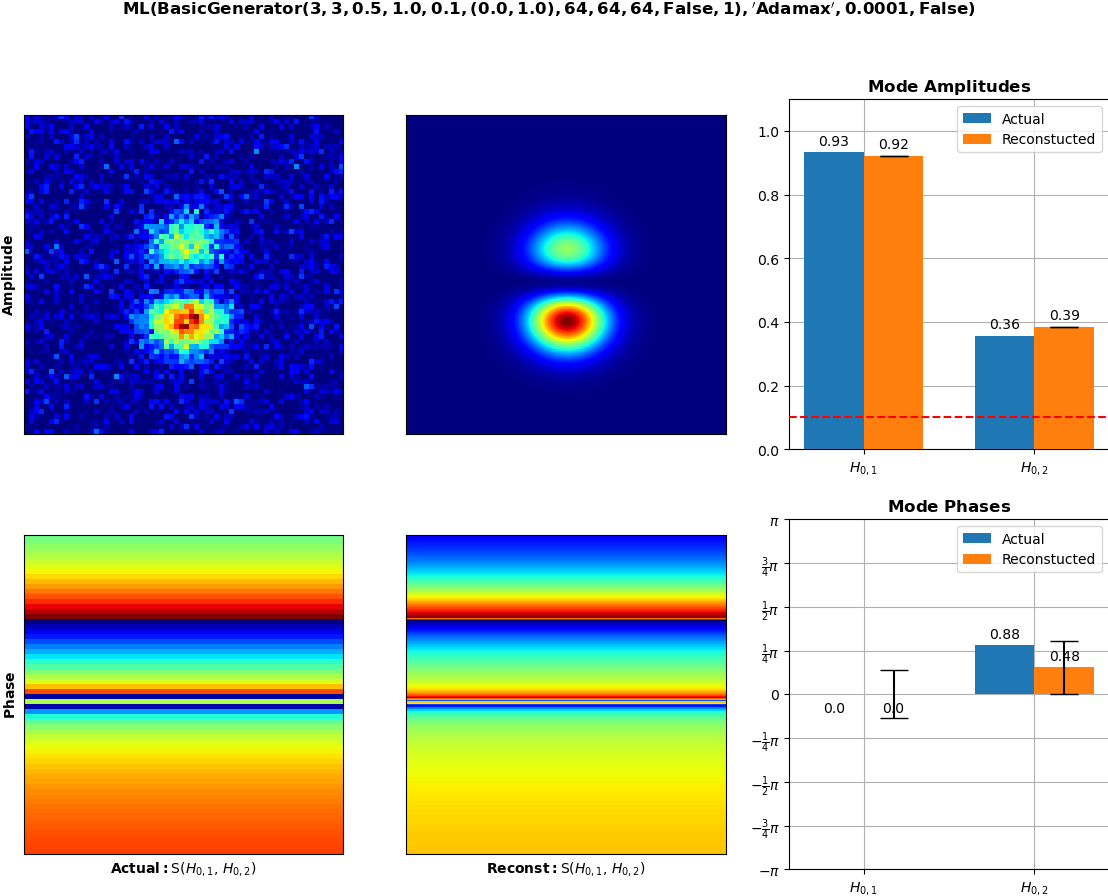 ML(BasicGenerator(3, 3, 0.5, 1.0, 0.1, (0.0, 1.0), 64, 64, 64, False, 1), ′Adamax′, 0.0001, False)
Amplitude
Mode Amplitudes
Actual
Reconstucted
1.0
0.8
0.6
0.4
0.2
0.0
0.93
0.92
0.36
0.39
H0, 1
H0, 2
Phase
Actual: S(H0, 1, H0, 2)
Reconst: S(H0, 1, H0, 2)
Mode Phases
Actual
Reconstucted
π
3/4π
1/2π
1/4π
0
−1/4π
−1/2π
−3/4π
−π
0.0
0.0
0.88
0.48
H0, 1
H0, 2